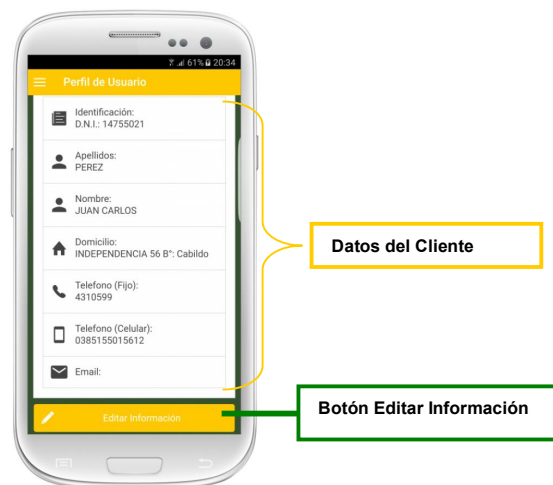 61% 20:34
Perfil de Usuario
Identificación:
D.N.I.: 14755021
Apellidos:
PEREZ
Nombre:
JUAN CARLOS
Domicilio:
INDEPENDENCIA 56 B°: Cabildo
Telefono (Fijo):
4310599
Telefono (Celular):
0385155015612
Email:
Editar Información
Datos del Cliente
Botón Editar Información